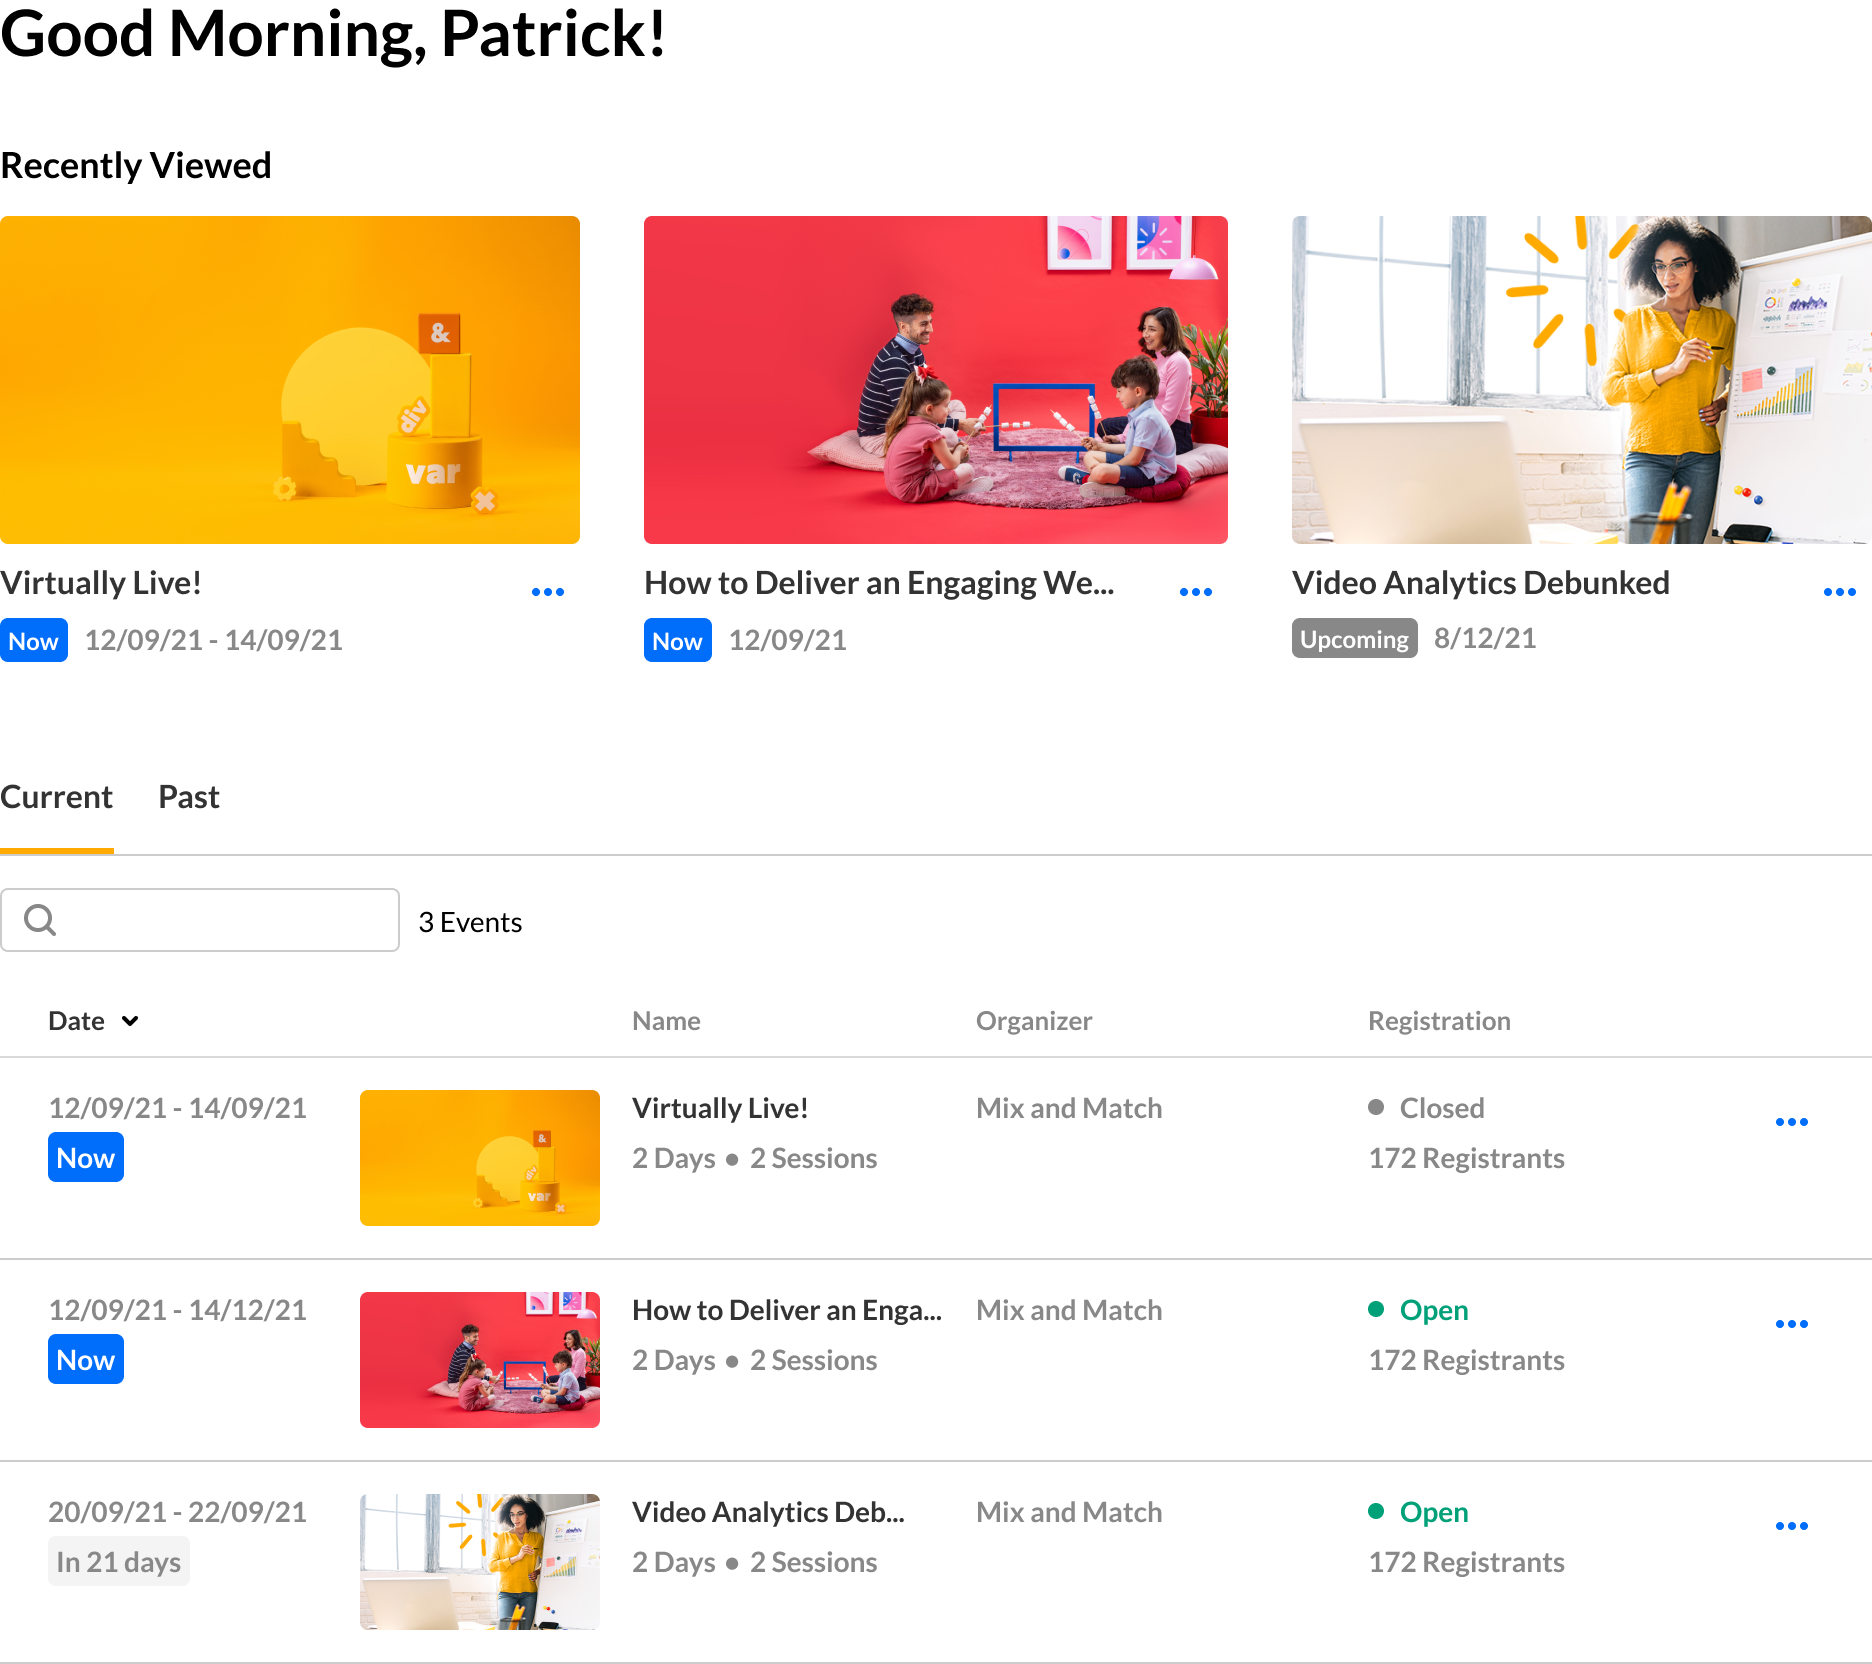 Good Morning, Patrick!
Recently Viewed
&
div
var
Virtually Live!
Now 12/09/21 - 14/09/21
How to Deliver an Engaging We...
Now 12/09/21
Video Analytics Debunked
Upcoming 8/12/21
Current Past
3 Events
Date Name Organizer Registration
12/09/21 - 14/09/21 Virtually Live! Mix and Match Closed
Now 2 Days • 2 Sessions 172 Registrants
&
div
var
12/09/21 - 14/12/21 How to Deliver an Enga... Mix and Match Open
Now 2 Days • 2 Sessions 172 Registrants
20/09/21 - 22/09/21 Video Analytics Deb... Mix and Match Open
In 21 days 2 Days • 2 Sessions 172 Registrants